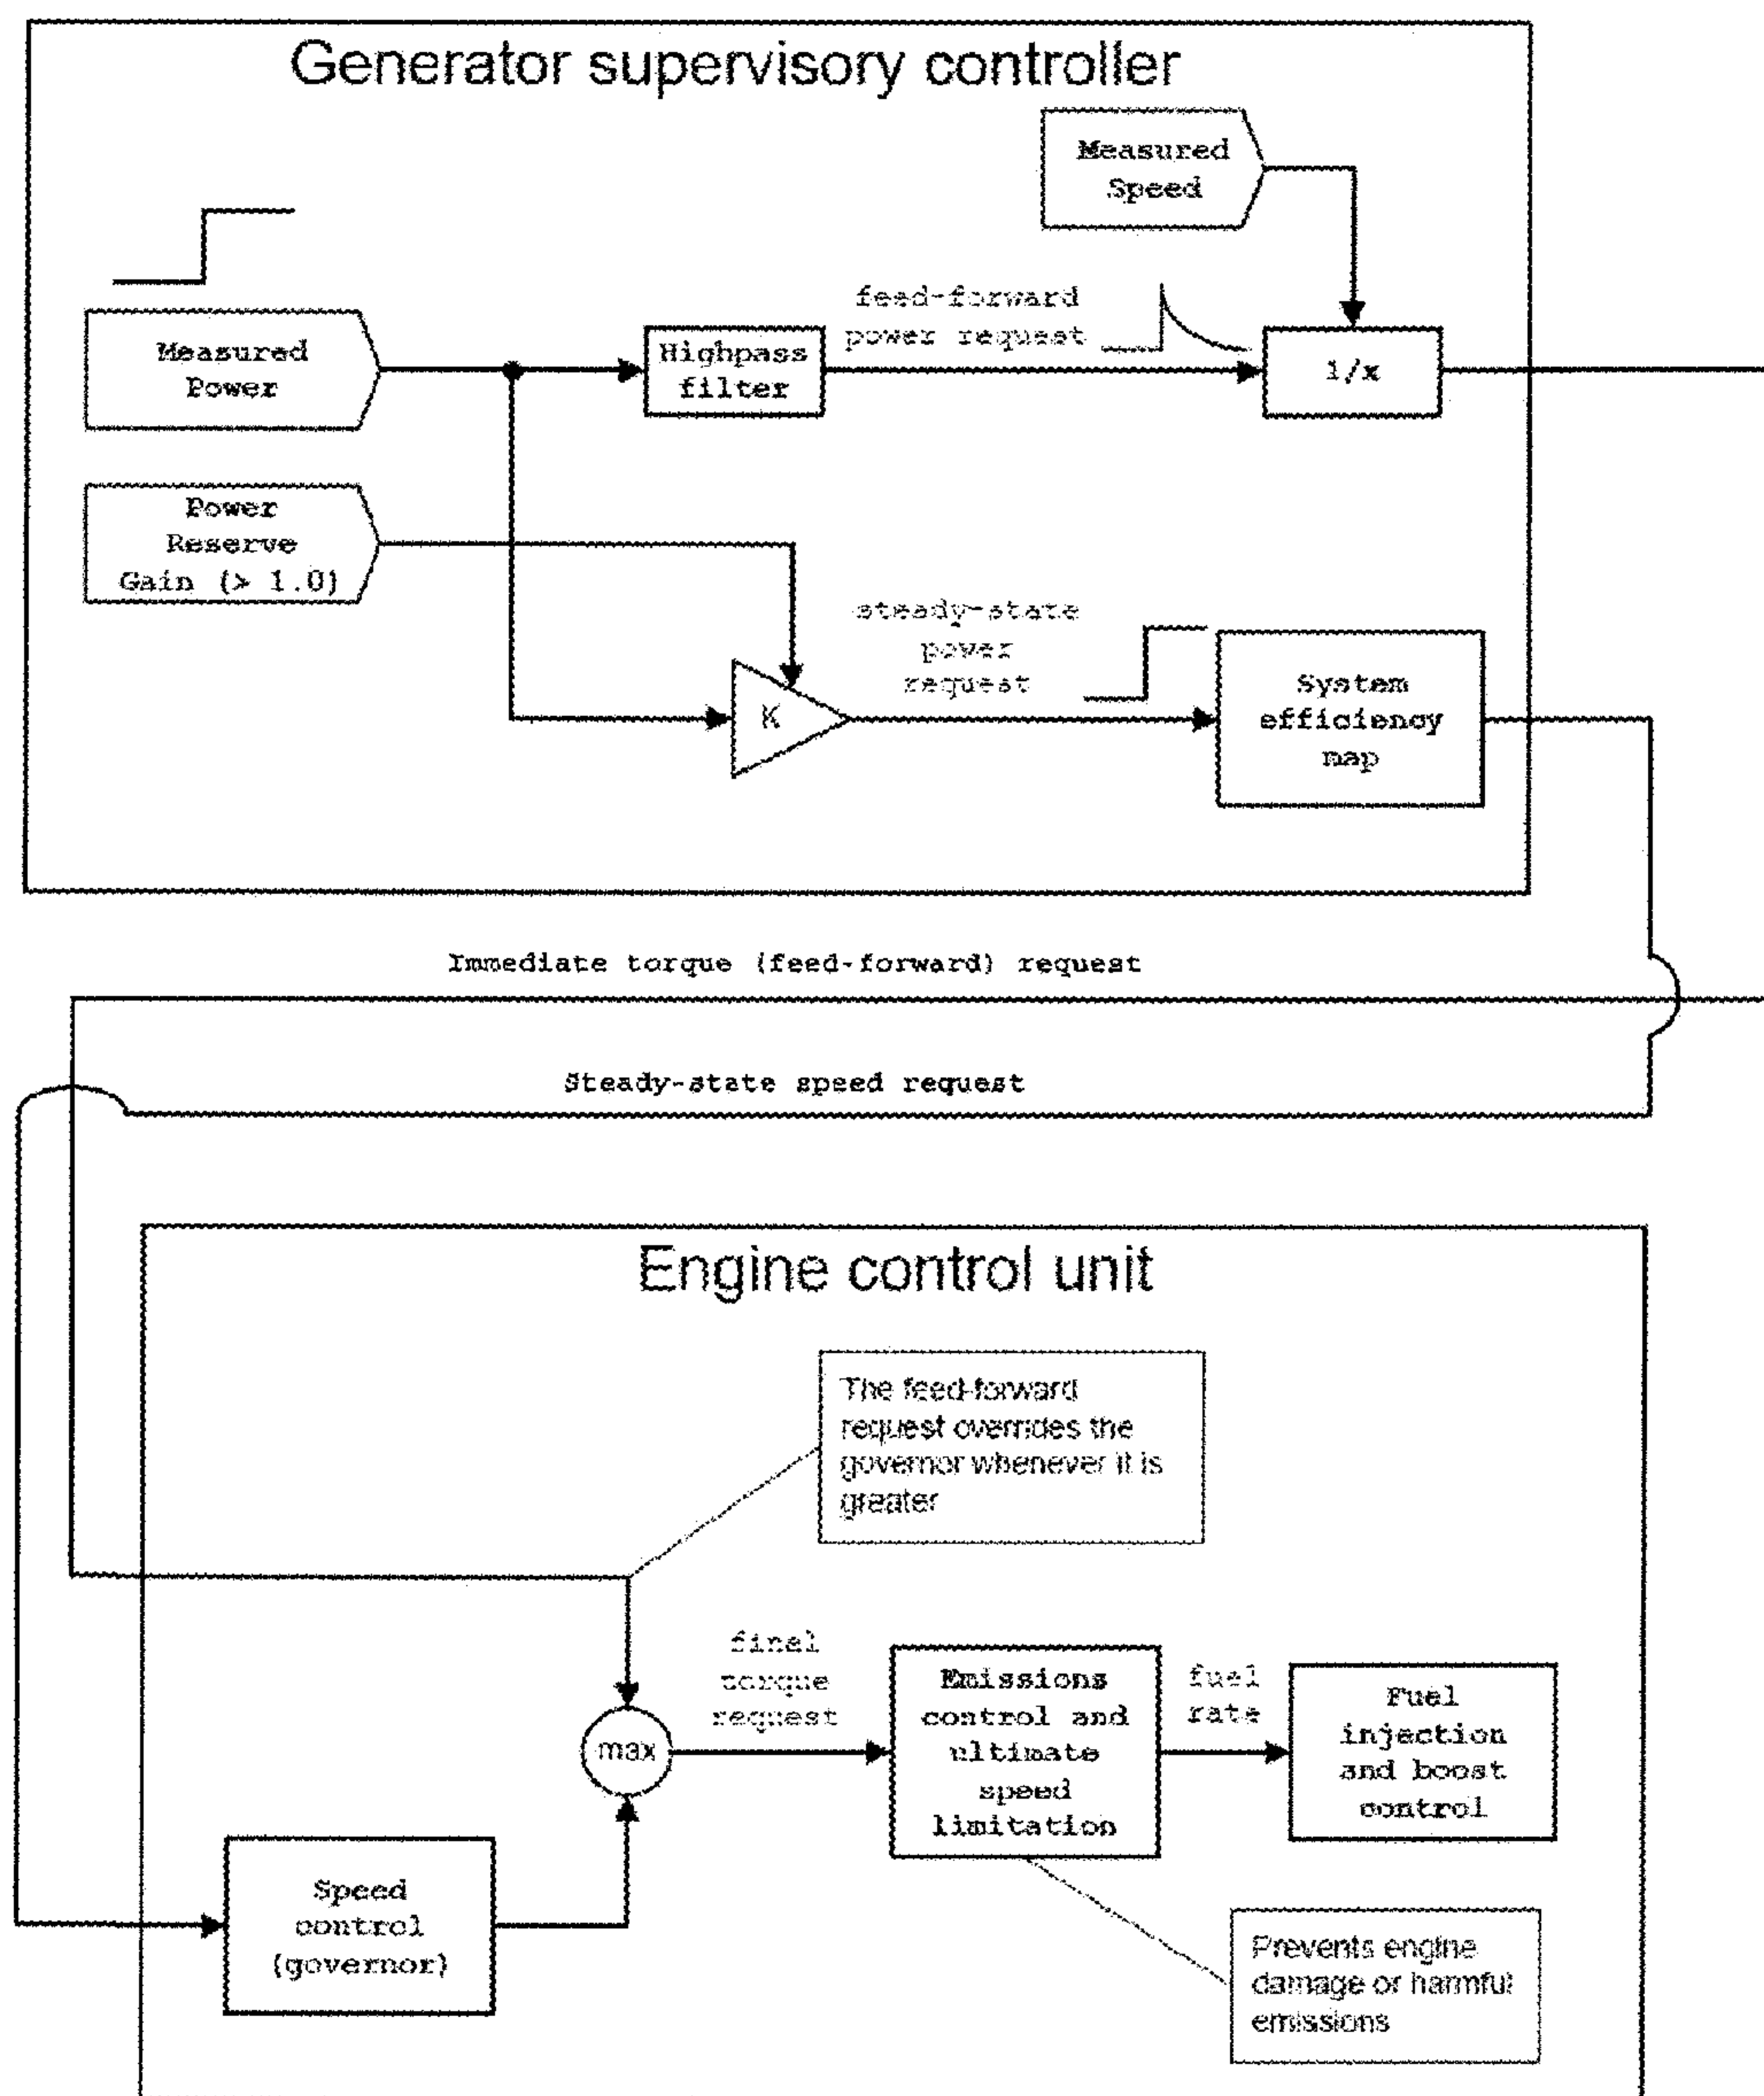 Generator supervisory controller
Measured
Speed
Measured
Power
Highpass
filter
feed-forward
power request
1/x
Power
Reserve
Gain (> 1.0)
K
steady-state
power
request
System
efficiency
map
Immediate torque (feed-forward) request
Steady-state speed request
Engine control unit
The feed-forward
request overrides the
governor whenever it is
greater
final
torque
request
max
Emissions
control and
ultimate
speed
limitation
fuel
rate
Fuel
injection
and boost
control
Speed
control
(governor)
Prevents engine
damage or harmful
emissions